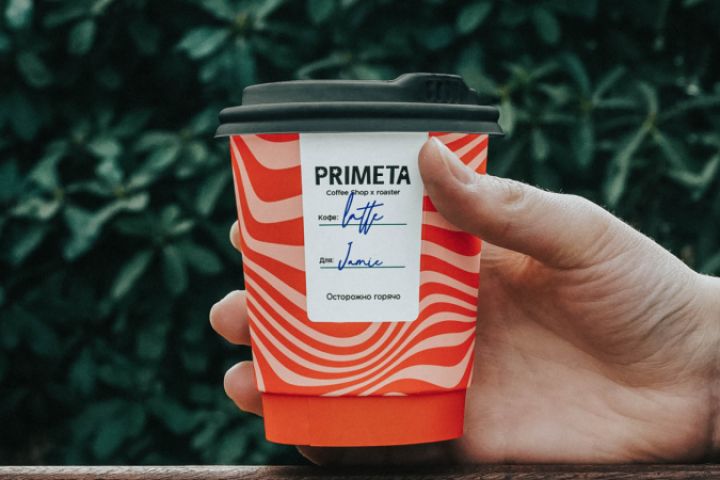 PRIMETA
Coffee Shop x roaster
Кофе: latte
Для: Jamie
Осторожно горячо